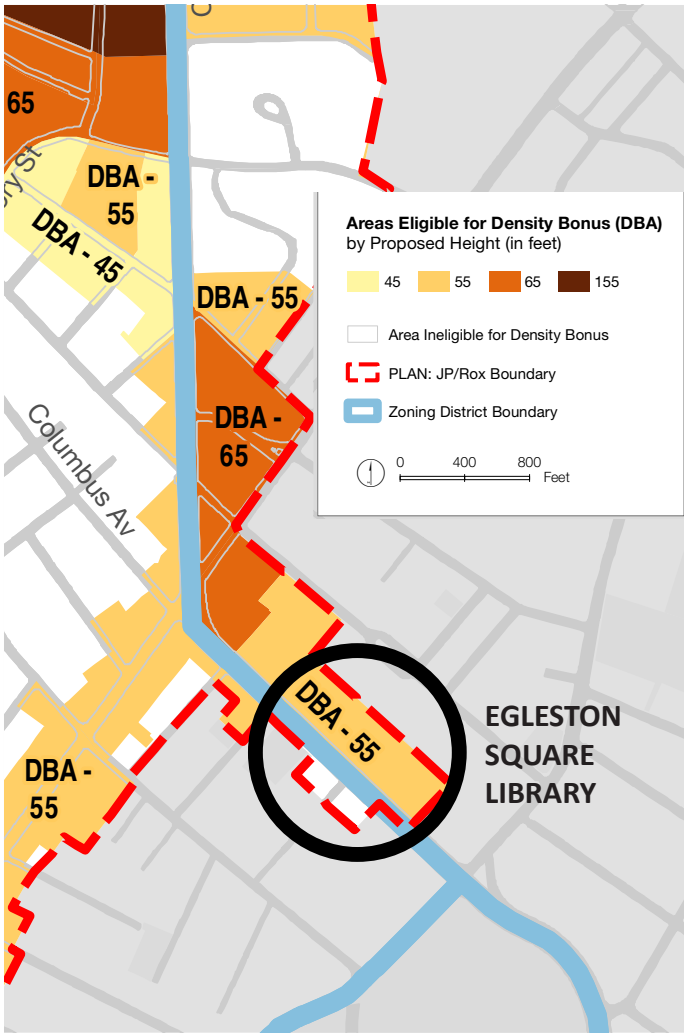 C
65
ry St
DBA -
55
DBA - 45
DBA - 55
DBA -
65
Columbus Av
DBA - 55
DBA -
55
Areas Eligible for Density Bonus (DBA)
by Proposed Height (in feet)
45 55 65 155
Area Ineligible for Density Bonus
PLAN: JP/Rox Boundary
Zoning District Boundary
0 400 800
Feet
EGLESTON
SQUARE
LIBRARY